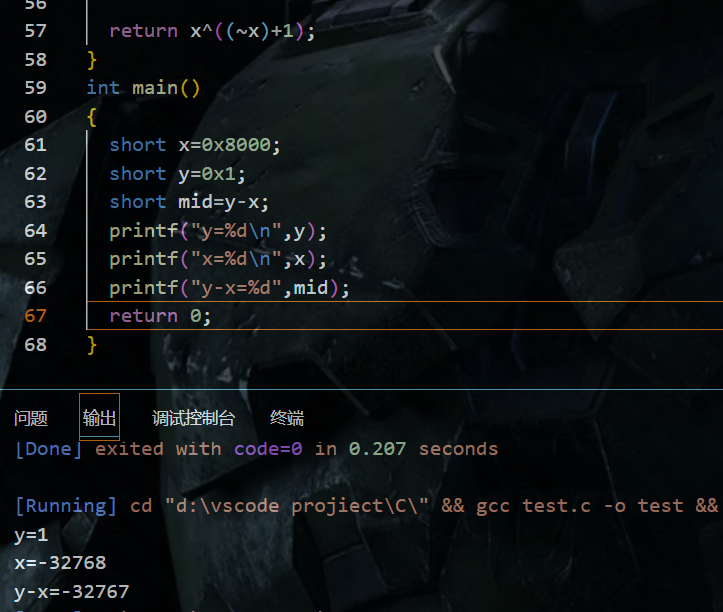 56
57 return x^((~x)+1);
58 }
59 int main()
60 {
61 short x=0x8000;
62 short y=0x1;
63 short mid=y-x;
64 printf("y=%d\n",y);
65 printf("x=%d\n",x);
66 printf("y-x=%d",mid);
67 return 0;
68 }
问题 输出 调试控制台 终端
[Done] exited with code=0 in 0.207 seconds
[Running] cd "d:\vscode projiect\C\" && gcc test.c -o test &&
y=1
x=-32768
y-x=-32767